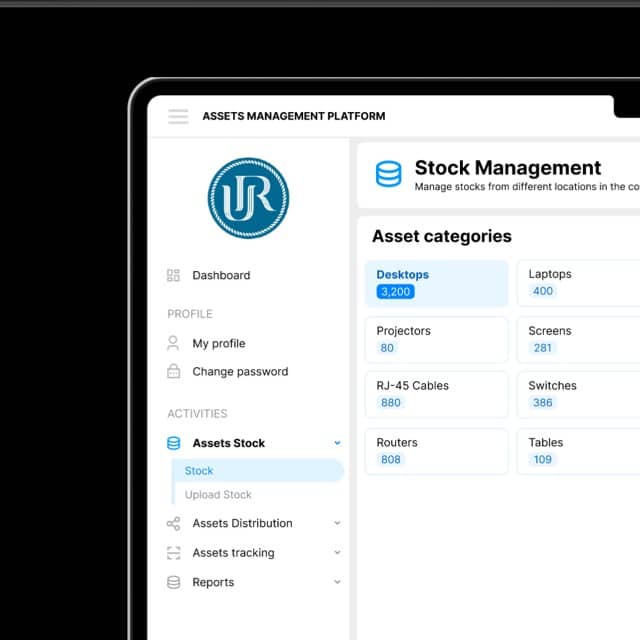 ASSETS MANAGEMENT PLATFORM
UR
Dashboard
PROFILE
My profile
Change password
ACTIVITIES
Assets Stock
Stock
Upload Stock
Assets Distribution
Assets tracking
Reports
Stock Management
Manage stocks from different locations in the co
Asset categories
Desktops
3,200
Laptops
400
Projectors
80
Screens
281
RJ-45 Cables
880
Switches
386
Routers
808
Tables
109